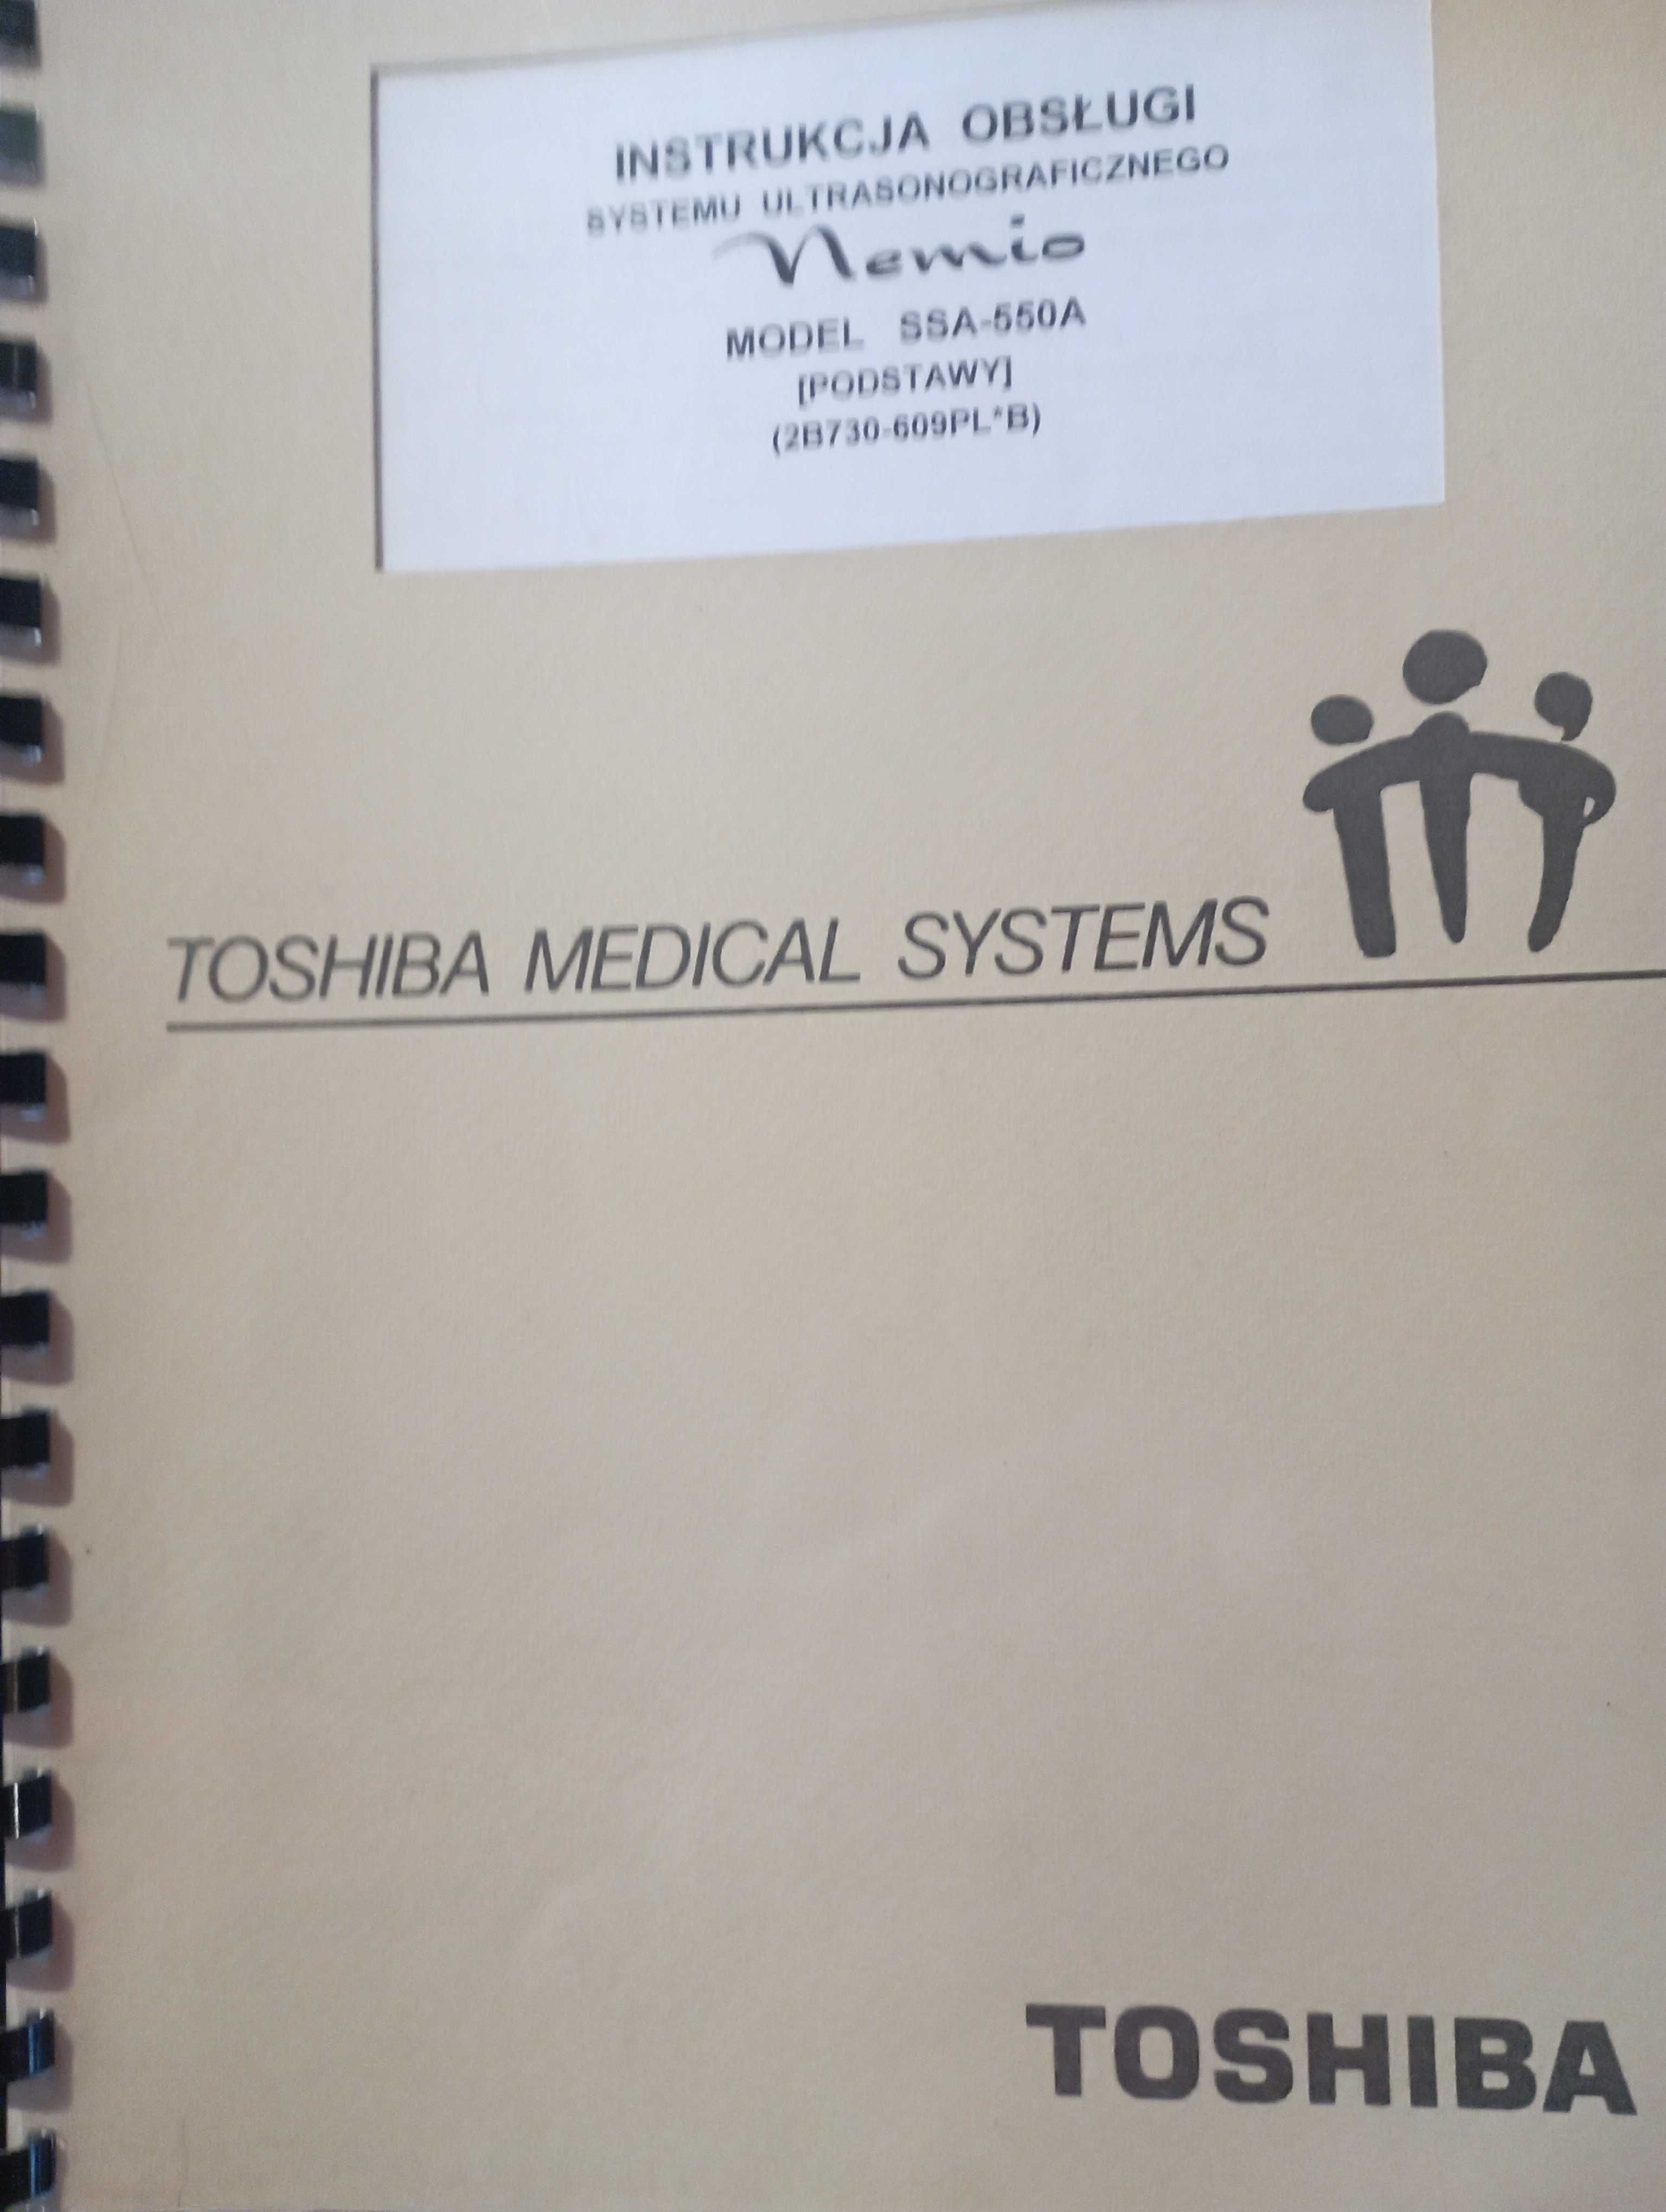 INSTRUKCJA OBSŁUGI
SYSTEMU ULTRASONOGRAFICZNEGO
Nemio
MODEL SSA-550A
[PODSTAWY]
(2B730-609PL*B)
TOSHIBA MEDICAL SYSTEMS
TOSHIBA